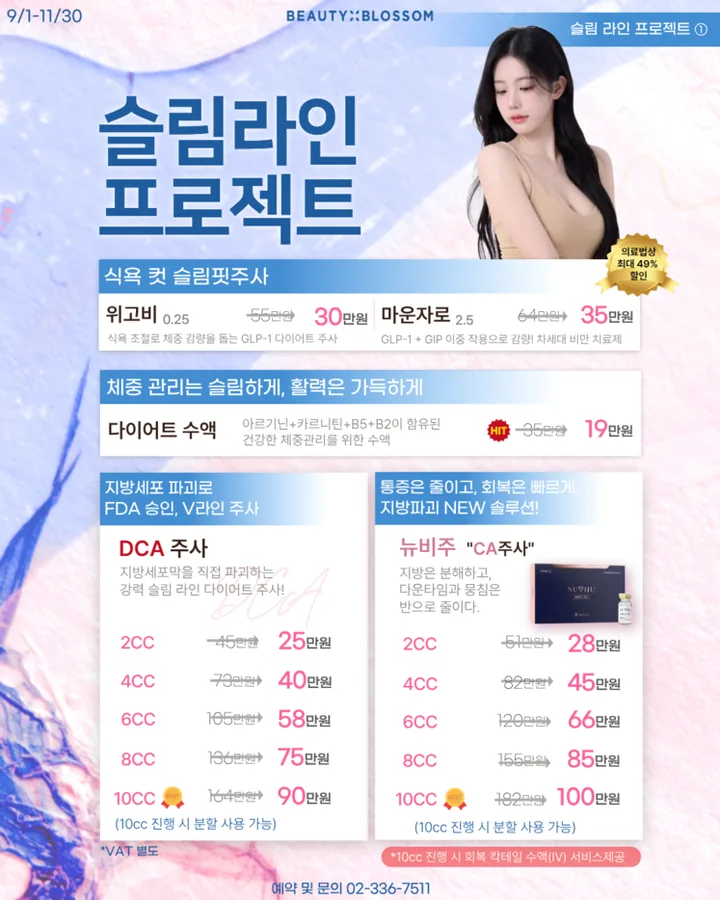 9/1-11/30
BEAUTY BLOSSOM
슬림 라인 프로젝트 ①
슬림라인
프로젝트
의료법상
최대 49%
할인
식욕 컷 슬림핏주사
위고비 0.25 55만원 30만원
식욕 조절로 체중 감량을 돕는 GLP-1 다이어트 주사
마운자로 2.5 64만원 35만원
GLP-1 + GIP 이중 작용으로 감량! 차세대 비만 치료제
체중 관리는 슬림하게, 활력은 가득하게
다이어트 수액
아르기닌+카르니틴+B5+B2이 함유된
건강한 체중관리를 위한 수액
HIT 35만원 19만원
지방세포 파괴로
FDA 승인, V라인 주사
DCA 주사
지방세포막을 직접 파괴하는
강력 슬림 라인 다이어트 주사!
DCA
2CC 45만원 25만원
4CC 73만원 40만원
6CC 105만원 58만원
8CC 136만원 75만원
10CC BEST 164만원 90만원
(10cc 진행 시 분할 사용 가능)
*VAT 별도
통증은 줄이고, 회복은 빠르게,
지방파괴 NEW 솔루션!
뉴비주 "CA주사"
지방은 분해하고,
다운타임과 뭉침은
반으로 줄이다.
2CC 51만원 28만원
4CC 82만원 45만원
6CC 120만원 66만원
8CC 155만원 85만원
10CC BEST 182만원 100만원
(10cc 진행 시 분할 사용 가능)
*10cc 진행 시 회복 칵테일 수액(IV) 서비스제공
예약 및 문의 02-336-7511